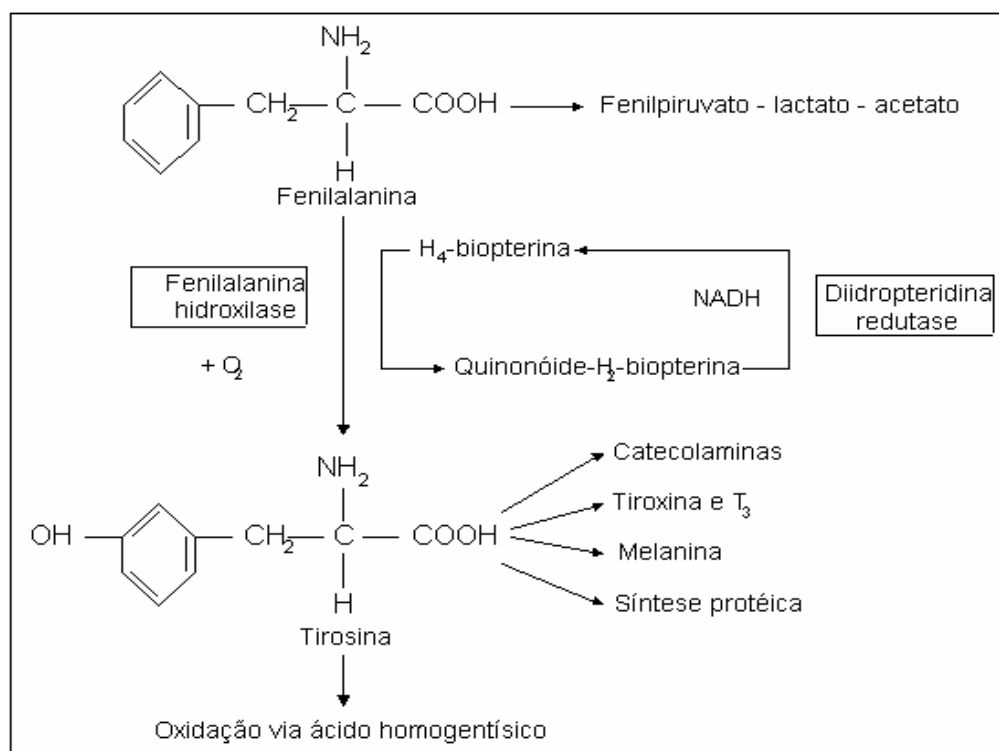 NH2
CH2 C COOH Fenilpiruvato - lactato - acetato
H
Fenilalanina
H4-biopterina
Fenilalanina
hidroxilase
NADH
Diidropteridina
redutase
+ O2
Quinonóide-H2-biopterina
NH2
Catecolaminas
Tiroxina e T3
OH CH2 C COOH
Melanina
H
Síntese protéica
Tirosina
Oxidação via ácido homogentísico